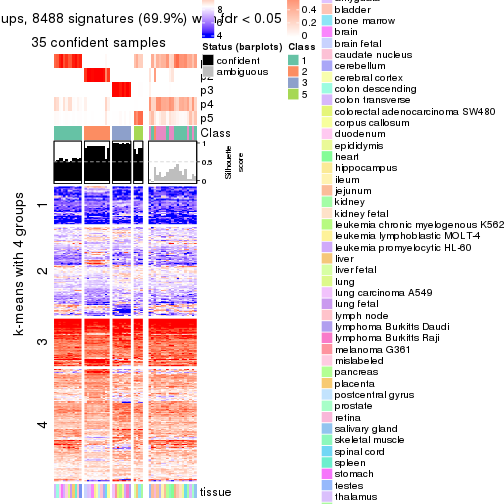 ups, 8488 signatures (69.9%) with fdr < 0.05
35 confident samples
p3
p4
p5
Class
1
0.5
0
Silhouette
score
k-means with 4 groups
1
2
3
4
tissue
8
6
4
0.4
0.2
0
Status (barplots)
confident
ambiguous
Class
1
2
3
5
bladder
bone marrow
brain
brain fetal
caudate nucleus
cerebellum
cerebral cortex
colon descending
colon transverse
colorectal adenocarcinoma SW480
corpus callosum
duodenum
epididymis
heart
hippocampus
ileum
jejunum
kidney
kidney fetal
leukemia chronic myelogenous K562
leukemia lymphoblastic MOLT-4
leukemia promyelocytic HL-60
liver
liver fetal
lung
lung carcinoma A549
lung fetal
lymph node
lymphoma Burkitts Daudi
lymphoma Burkitts Raji
melanoma G361
mislabeled
pancreas
placenta
postcentral gyrus
prostate
retina
salivary gland
skeletal muscle
spinal cord
spleen
stomach
testes
thalamus